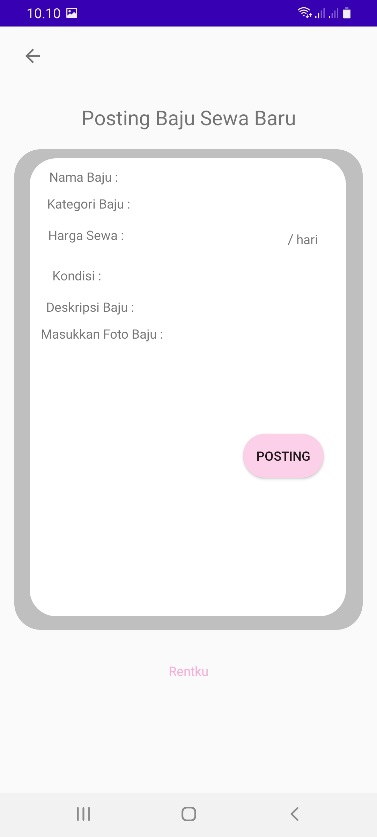 10.10
Posting Baju Sewa Baru
Nama Baju :
Kategori Baju :
Harga Sewa :
/ hari
Kondisi :
Deskripsi Baju :
Masukkan Foto Baju :
POSTING
Rentku